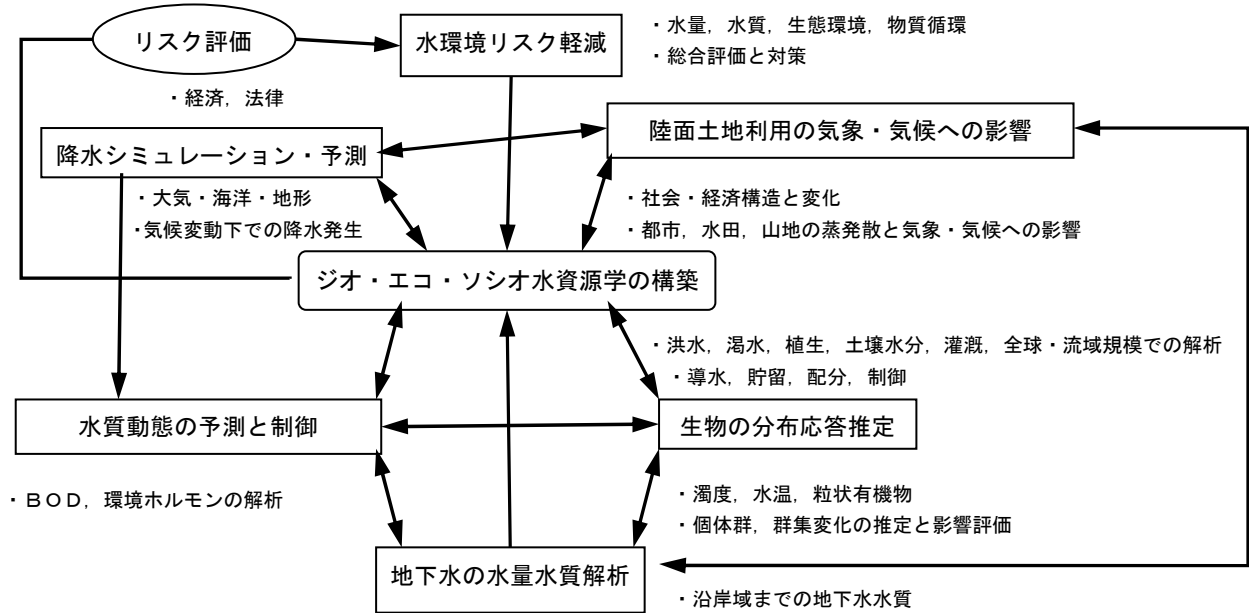 リスク評価
水環境リスク軽減
・水量，水質，生態環境，物質循環
・総合評価と対策
・経済，法律
降水シミュレーション・予測
陸面土地利用の気象・気候への影響
・大気・海洋・地形
・気候変動下での降水発生
・社会・経済構造と変化
・都市，水田，山地の蒸発散と気象・気候への影響
ジオ・エコ・ソシオ水資源学の構築
・洪水，渇水，植生，土壌水分，灌漑，全球・流域規模での解析
・導水，貯留，配分，制御
水質動態の予測と制御
生物の分布応答推定
・ＢＯＤ，環境ホルモンの解析
・濁度，水温，粒状有機物
・個体群，群集変化の推定と影響評価
地下水の水量水質解析
・沿岸域までの地下水水質